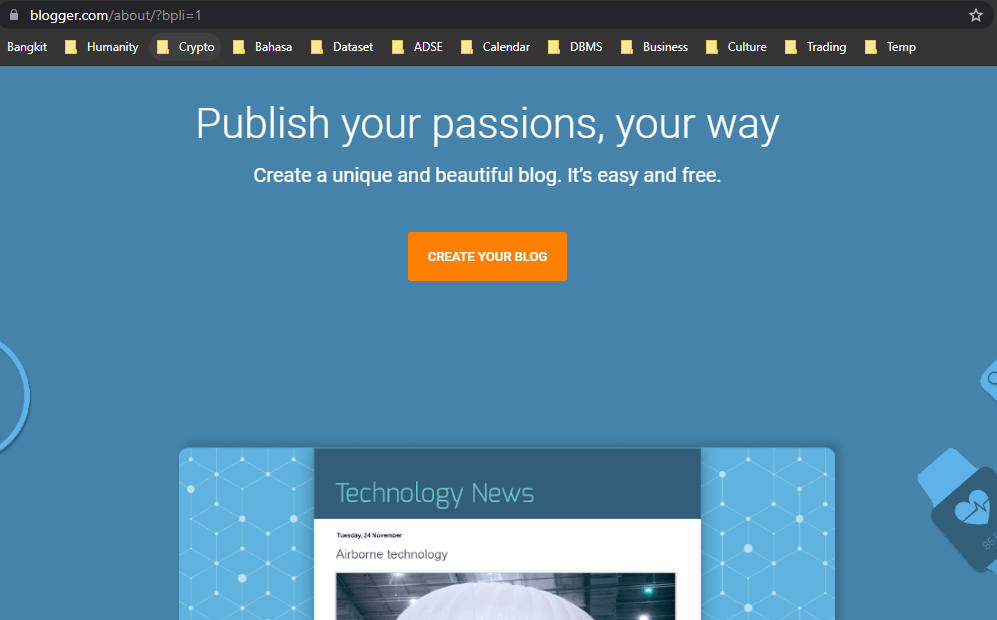 blogger.com/about/?bpli=1
Bangkit Humanity Crypto Bahasa Dataset ADSE Calendar DBMS Business Culture Trading Temp
Publish your passions, your way
Create a unique and beautiful blog. It's easy and free.
CREATE YOUR BLOG
Technology News
Tuesday, 24 November
Airborne technology